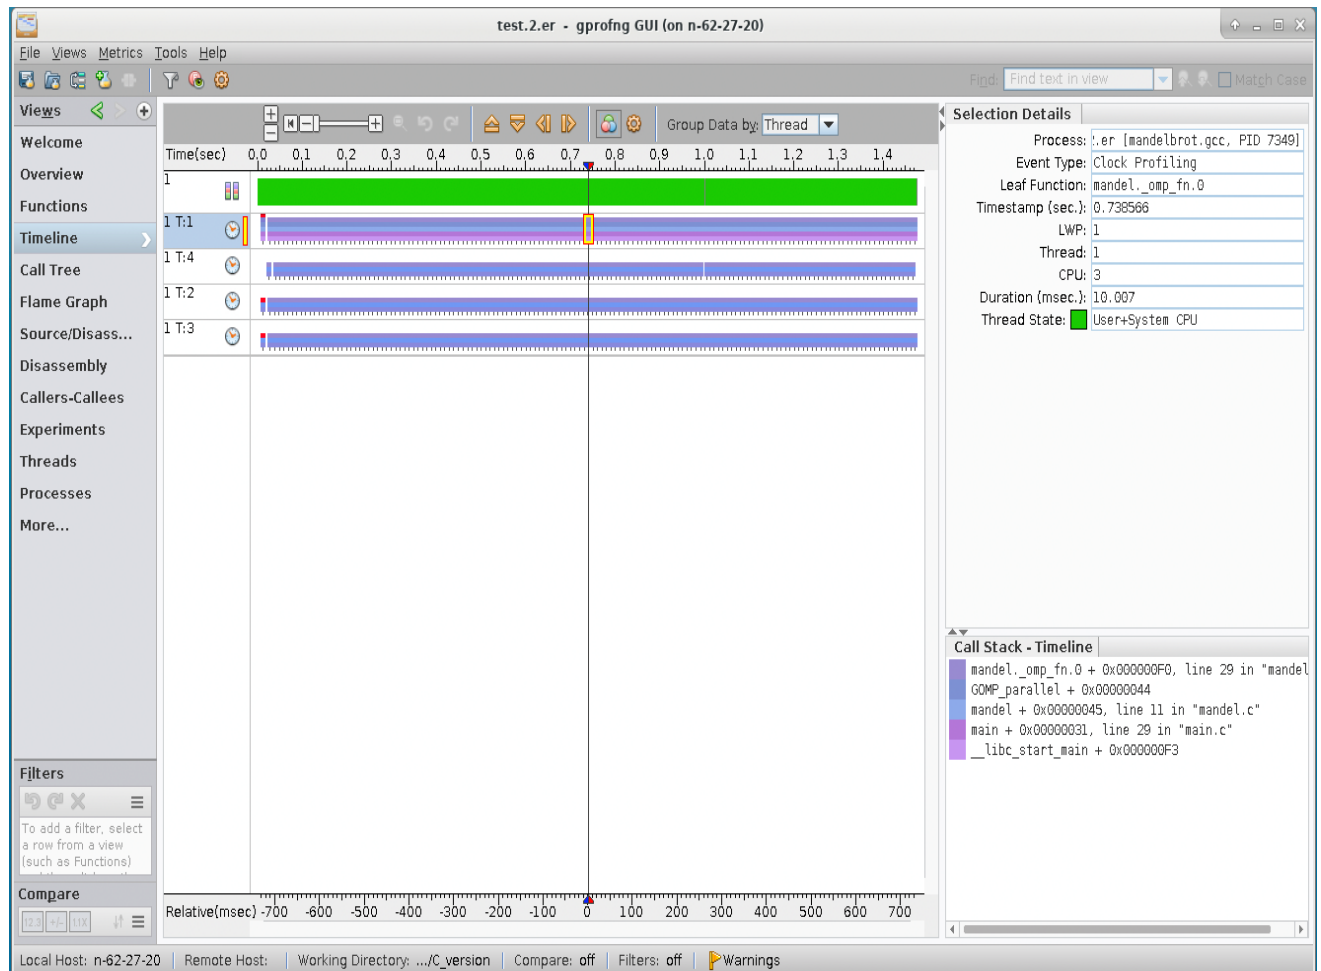 test.2.er - gprofng GUI (on n-62-27-20)
File Views Metrics Tools Help
Find: Find text in view Match Case
Views
Welcome
Overview
Functions
Timeline
Call Tree
Flame Graph
Source/Disass...
Disassembly
Callers-Callees
Experiments
Threads
Processes
More...
Filters
To add a filter, select
a row from a view
(such as Functions)
Compare
12.3 +/- 1.1X
Group Data by: Thread
Time(sec) 0.0 0.1 0.2 0.3 0.4 0.5 0.6 0.7 0.8 0.9 1.0 1.1 1.2 1.3 1.4
1
1 T:1
1 T:4
1 T:2
1 T:3
Relative(msec) -700 -600 -500 -400 -300 -200 -100 0 100 200 300 400 500 600 700
Selection Details
Process: .er [mandelbrot.gcc, PID 7349]
Event Type: Clock Profiling
Leaf Function: mandel._omp_fn.0
Timestamp (sec.): 0.738566
LWP: 1
Thread: 1
CPU: 3
Duration (msec.): 10.007
Thread State: User+System CPU
Call Stack - Timeline
mandel._omp_fn.0 + 0x000000F0, line 29 in "mandel
GOMP_parallel + 0x00000044
mandel + 0x00000045, line 11 in "mandel.c"
main + 0x00000031, line 29 in "main.c"
__libc_start_main + 0x000000F3
Local Host: n-62-27-20 Remote Host: Working Directory: .../C_version Compare: off Filters: off Warnings